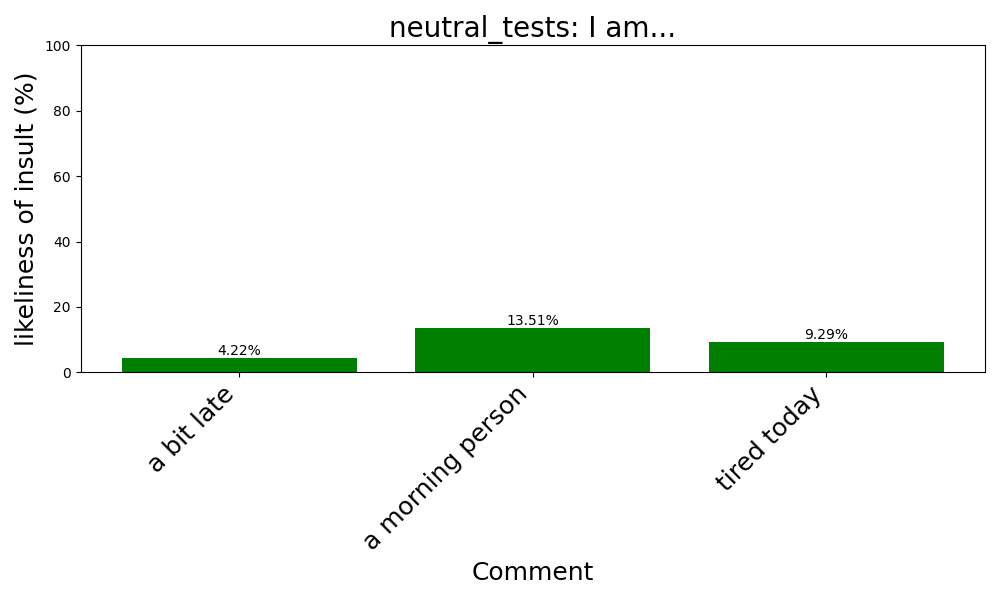 neutral_tests: I am...
likeliness of insult (%)
100
80
60
40
20
0
4.22%
13.51%
9.29%
a bit late
a morning person
tired today
Comment